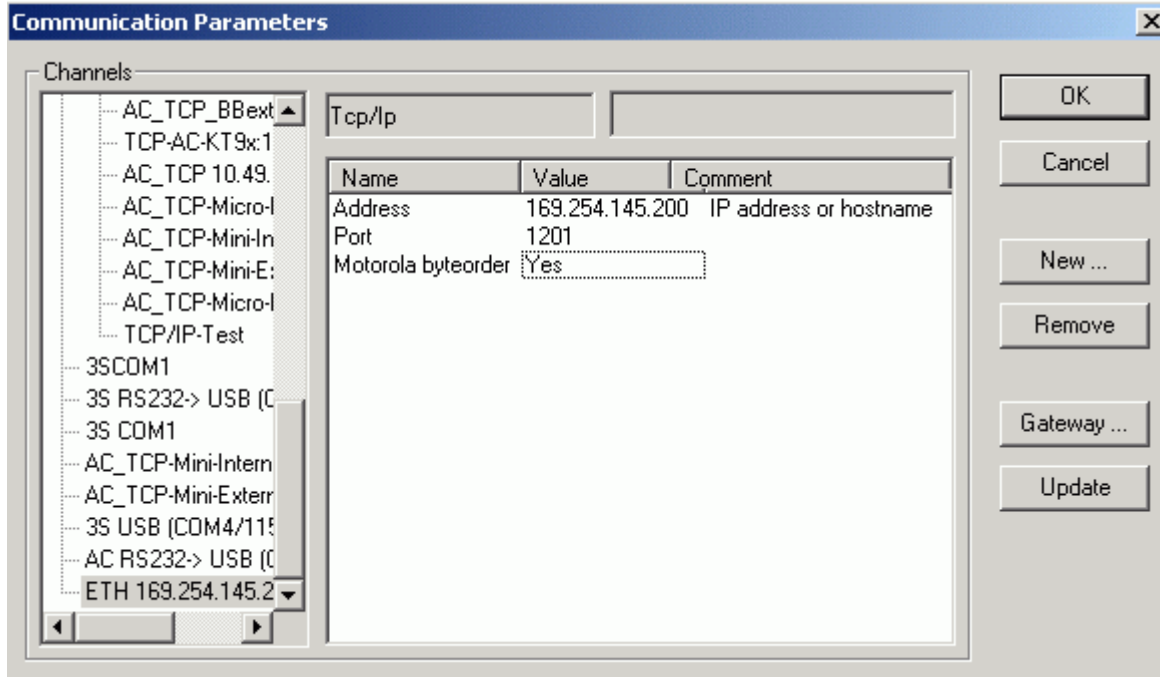 Communication Parameters
Channels
AC_TCP_BBext
TCP-AC-KT9x:1
AC_TCP 10.49.
AC_TCP-Micro-I
AC_TCP-Mini-In
AC_TCP-Mini-E
AC_TCP-Micro-I
TCP/IP-Test
3SCOM1
3S RS232-> USB (C
3S COM1
AC_TCP-Mini-Intern
AC_TCP-Mini-Extern
3S USB (COM4/115
AC RS232-> USB (C
ETH 169.254.145.2
Tcp/Ip
Name Value Comment
Address 169.254.145.200 IP address or hostname
Port 1201
Motorola byteorder Yes
OK
Cancel
New ...
Remove
Gateway ...
Update